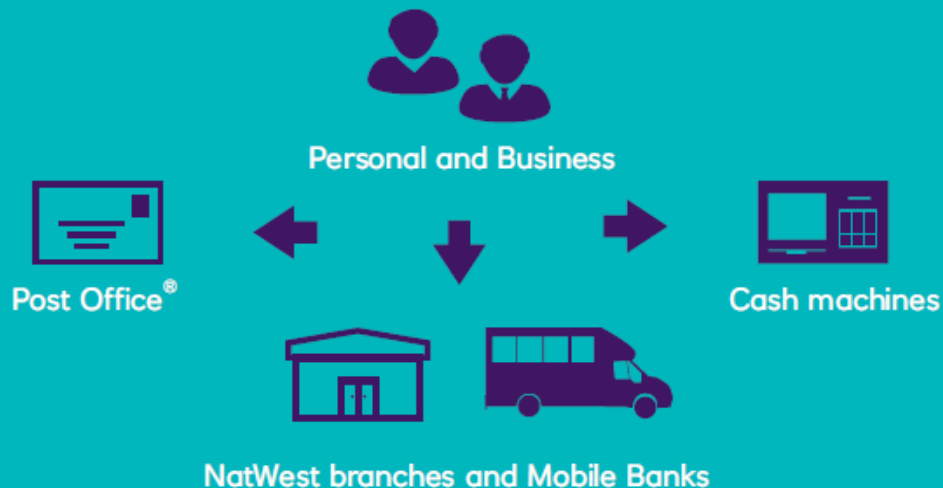 Personal and Business
Post Office®
Cash machines
NatWest branches and Mobile Banks